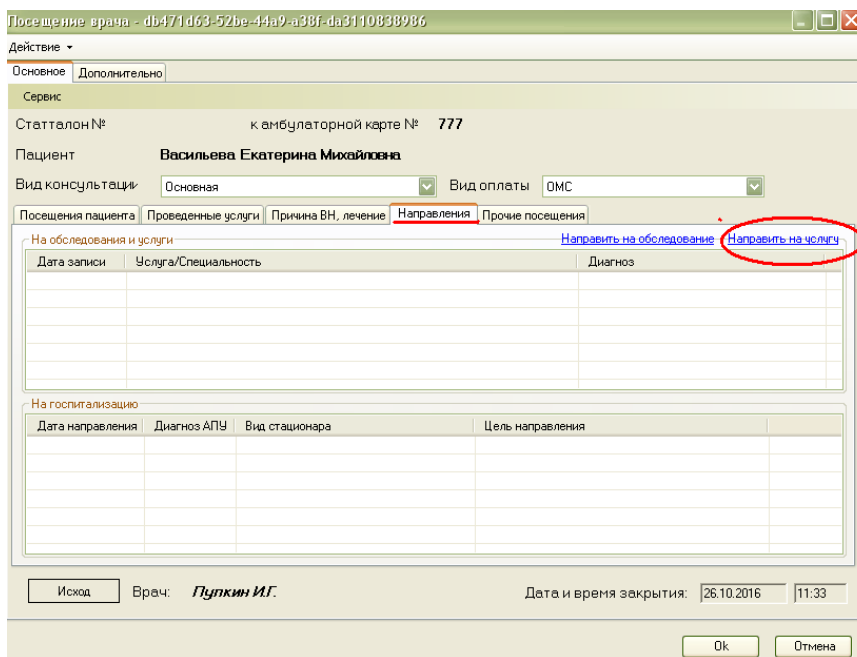 Посещение врача - db471d63-52be-44a9-a38f-da3110838986
Действие
Основное Дополнительно
Сервис
Статталон № к амбулаторной карте № 777
Пациент Васильева Екатерина Михайловна
Вид консультации Основная Вид оплаты ОМС
Посещения пациента Проведенные услуги Причина ВН, лечение Направления Прочие посещения
На обследования и услуги Направить на обследование Направить на услугу
Дата записи Услуга/Специальность Диагноз
На госпитализацию
Дата направления Диагноз АПУ Вид стационара Цель направления
Исход Врач: Пупкин И.Г. Дата и время закрытия: 26.10.2016 11:33
Ok Отмена